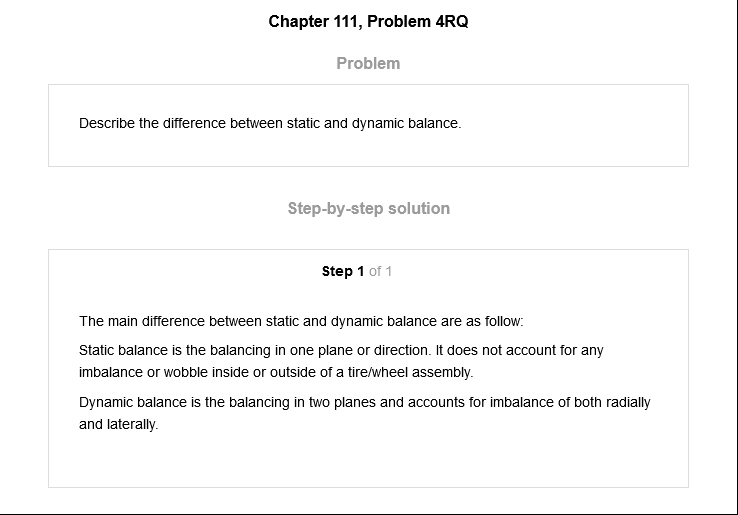 Chapter 111, Problem 4RQ
Problem
Describe the difference between static and dynamic balance.
Step-by-step solution
Step 1 of 1
The main difference between static and dynamic balance are as follow:
Static balance is the balancing in one plane or direction. It does not account for any
imbalance or wobble inside or outside of a tire/wheel assembly.
Dynamic balance is the balancing in two planes and accounts for imbalance of both radially
and laterally.